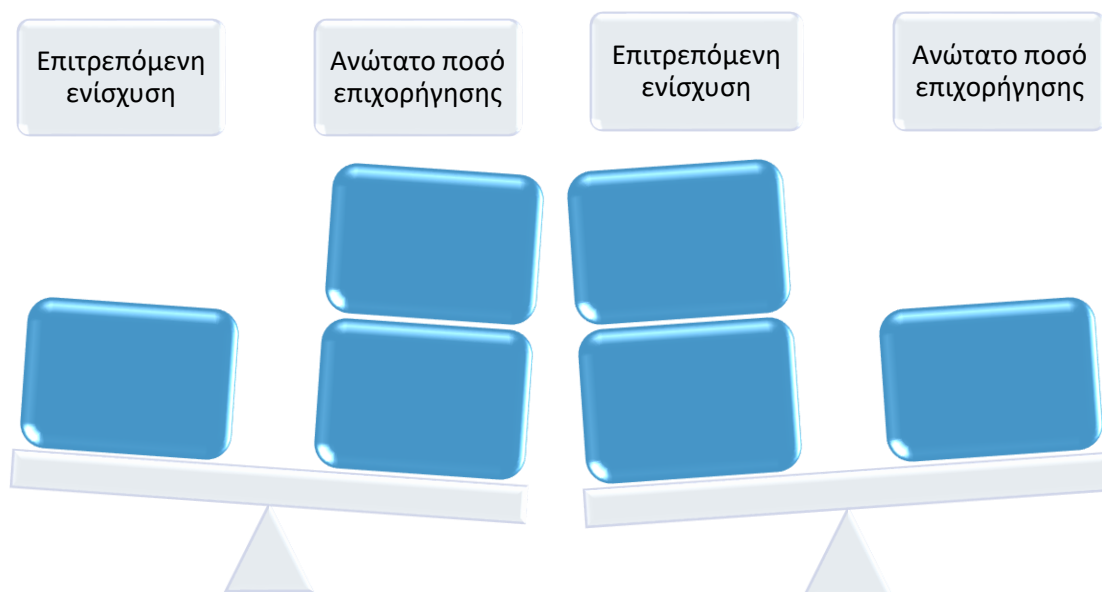 Επιτρεπόμενη
ενίσχυση
Ανώτατο ποσό
επιχορήγησης
Επιτρεπόμενη
ενίσχυση
Ανώτατο ποσό
επιχορήγησης